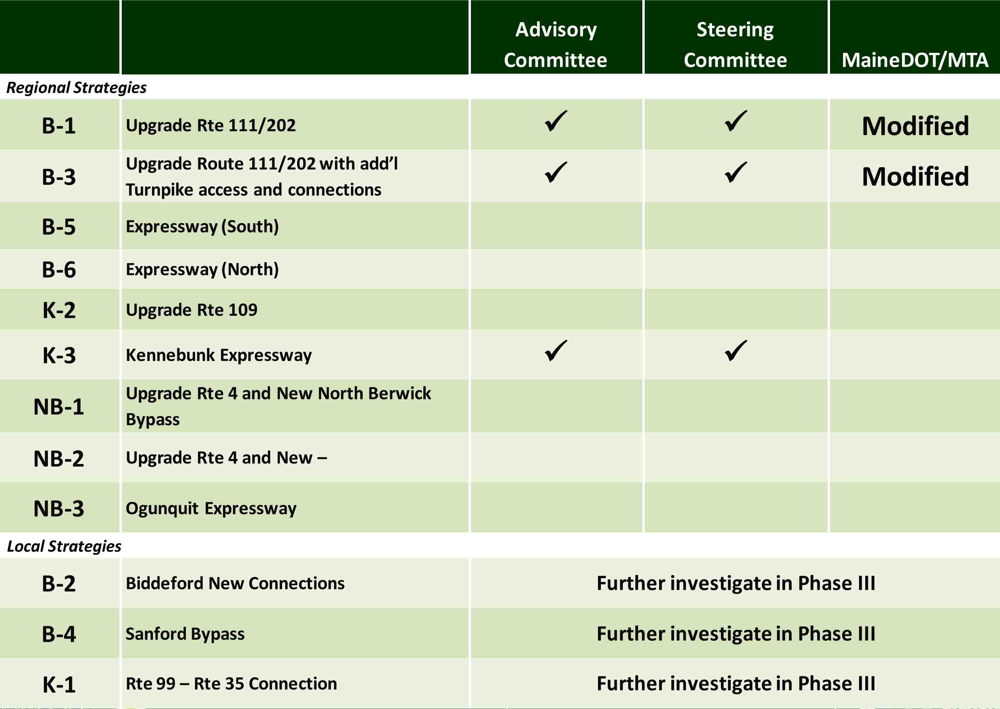 Advisory Committee
Steering Committee
MaineDOT/MTA
Regional Strategies
B-1 Upgrade Rte 111/202 ✓ ✓ Modified
B-3 Upgrade Route 111/202 with add’l
Turnpike access and connections ✓ ✓ Modified
B-5 Expressway (South)
B-6 Expressway (North)
K-2 Upgrade Rte 109
K-3 Kennebunk Expressway ✓ ✓
NB-1 Upgrade Rte 4 and New North Berwick
Bypass
NB-2 Upgrade Rte 4 and New –
NB-3 Ogunquit Expressway
Local Strategies
B-2 Biddeford New Connections Further investigate in Phase III
B-4 Sanford Bypass Further investigate in Phase III
K-1 Rte 99 – Rte 35 Connection Further investigate in Phase III